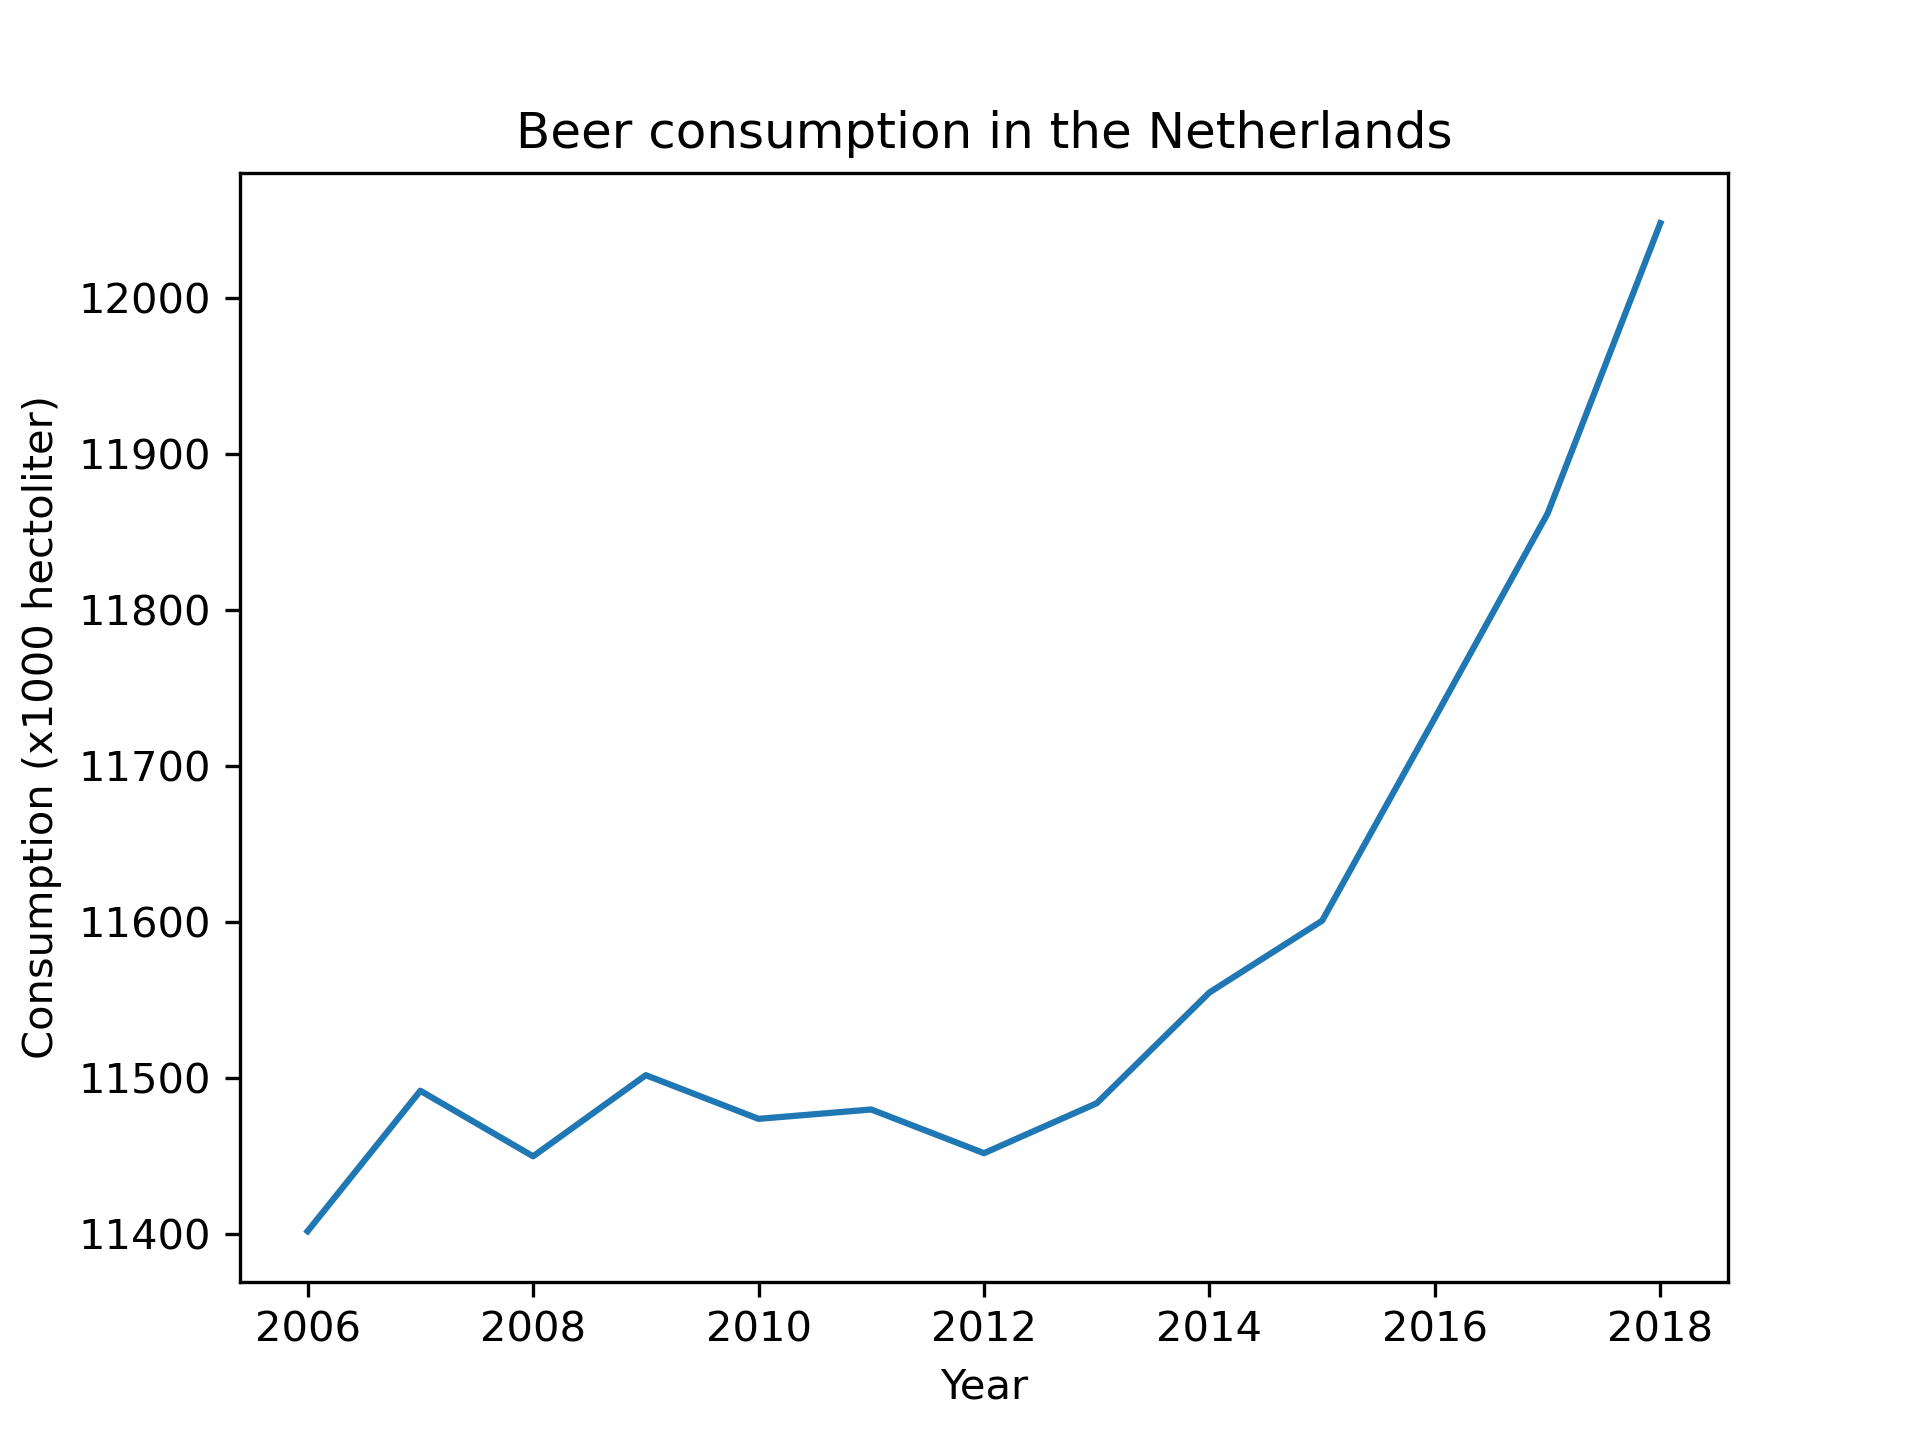 Beer consumption in the Netherlands
12000
11900
11800
11700
11600
11500
11400
Consumption (x1000 hectoliter)
2006 2008 2010 2012 2014 2016 2018
Year